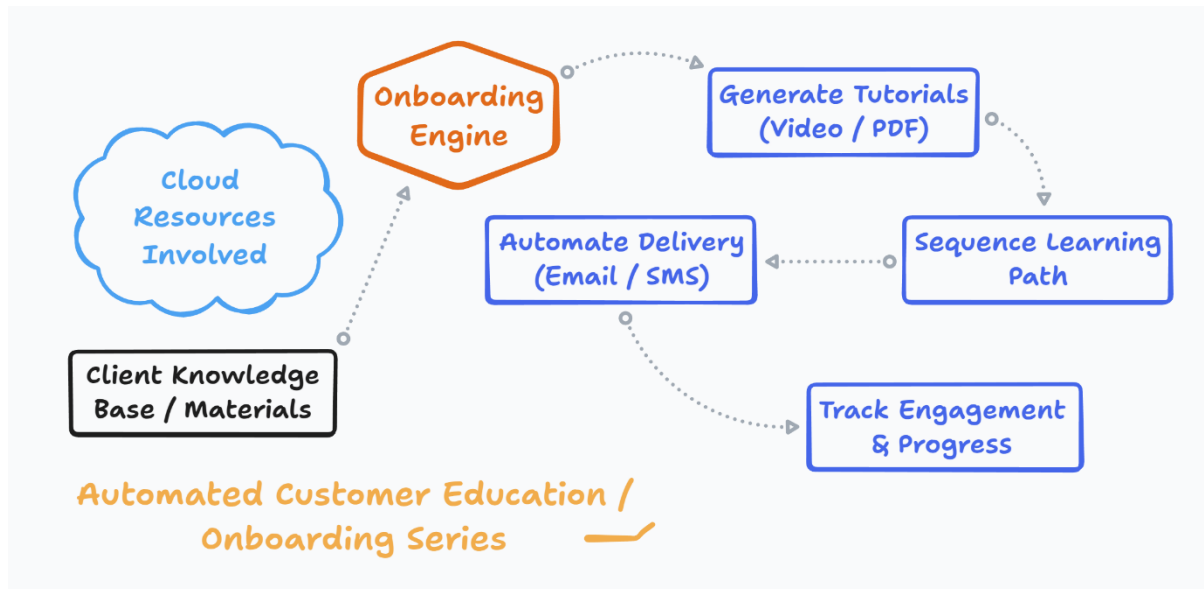 Onboarding
Engine
Generate Tutorials
(Video / PDF)
Cloud
Resources
Involved
Automate Delivery
(Email / SMS)
Sequence Learning
Path
Client Knowledge
Base / Materials
Track Engagement
& Progress
Automated Customer Education /
Onboarding Series